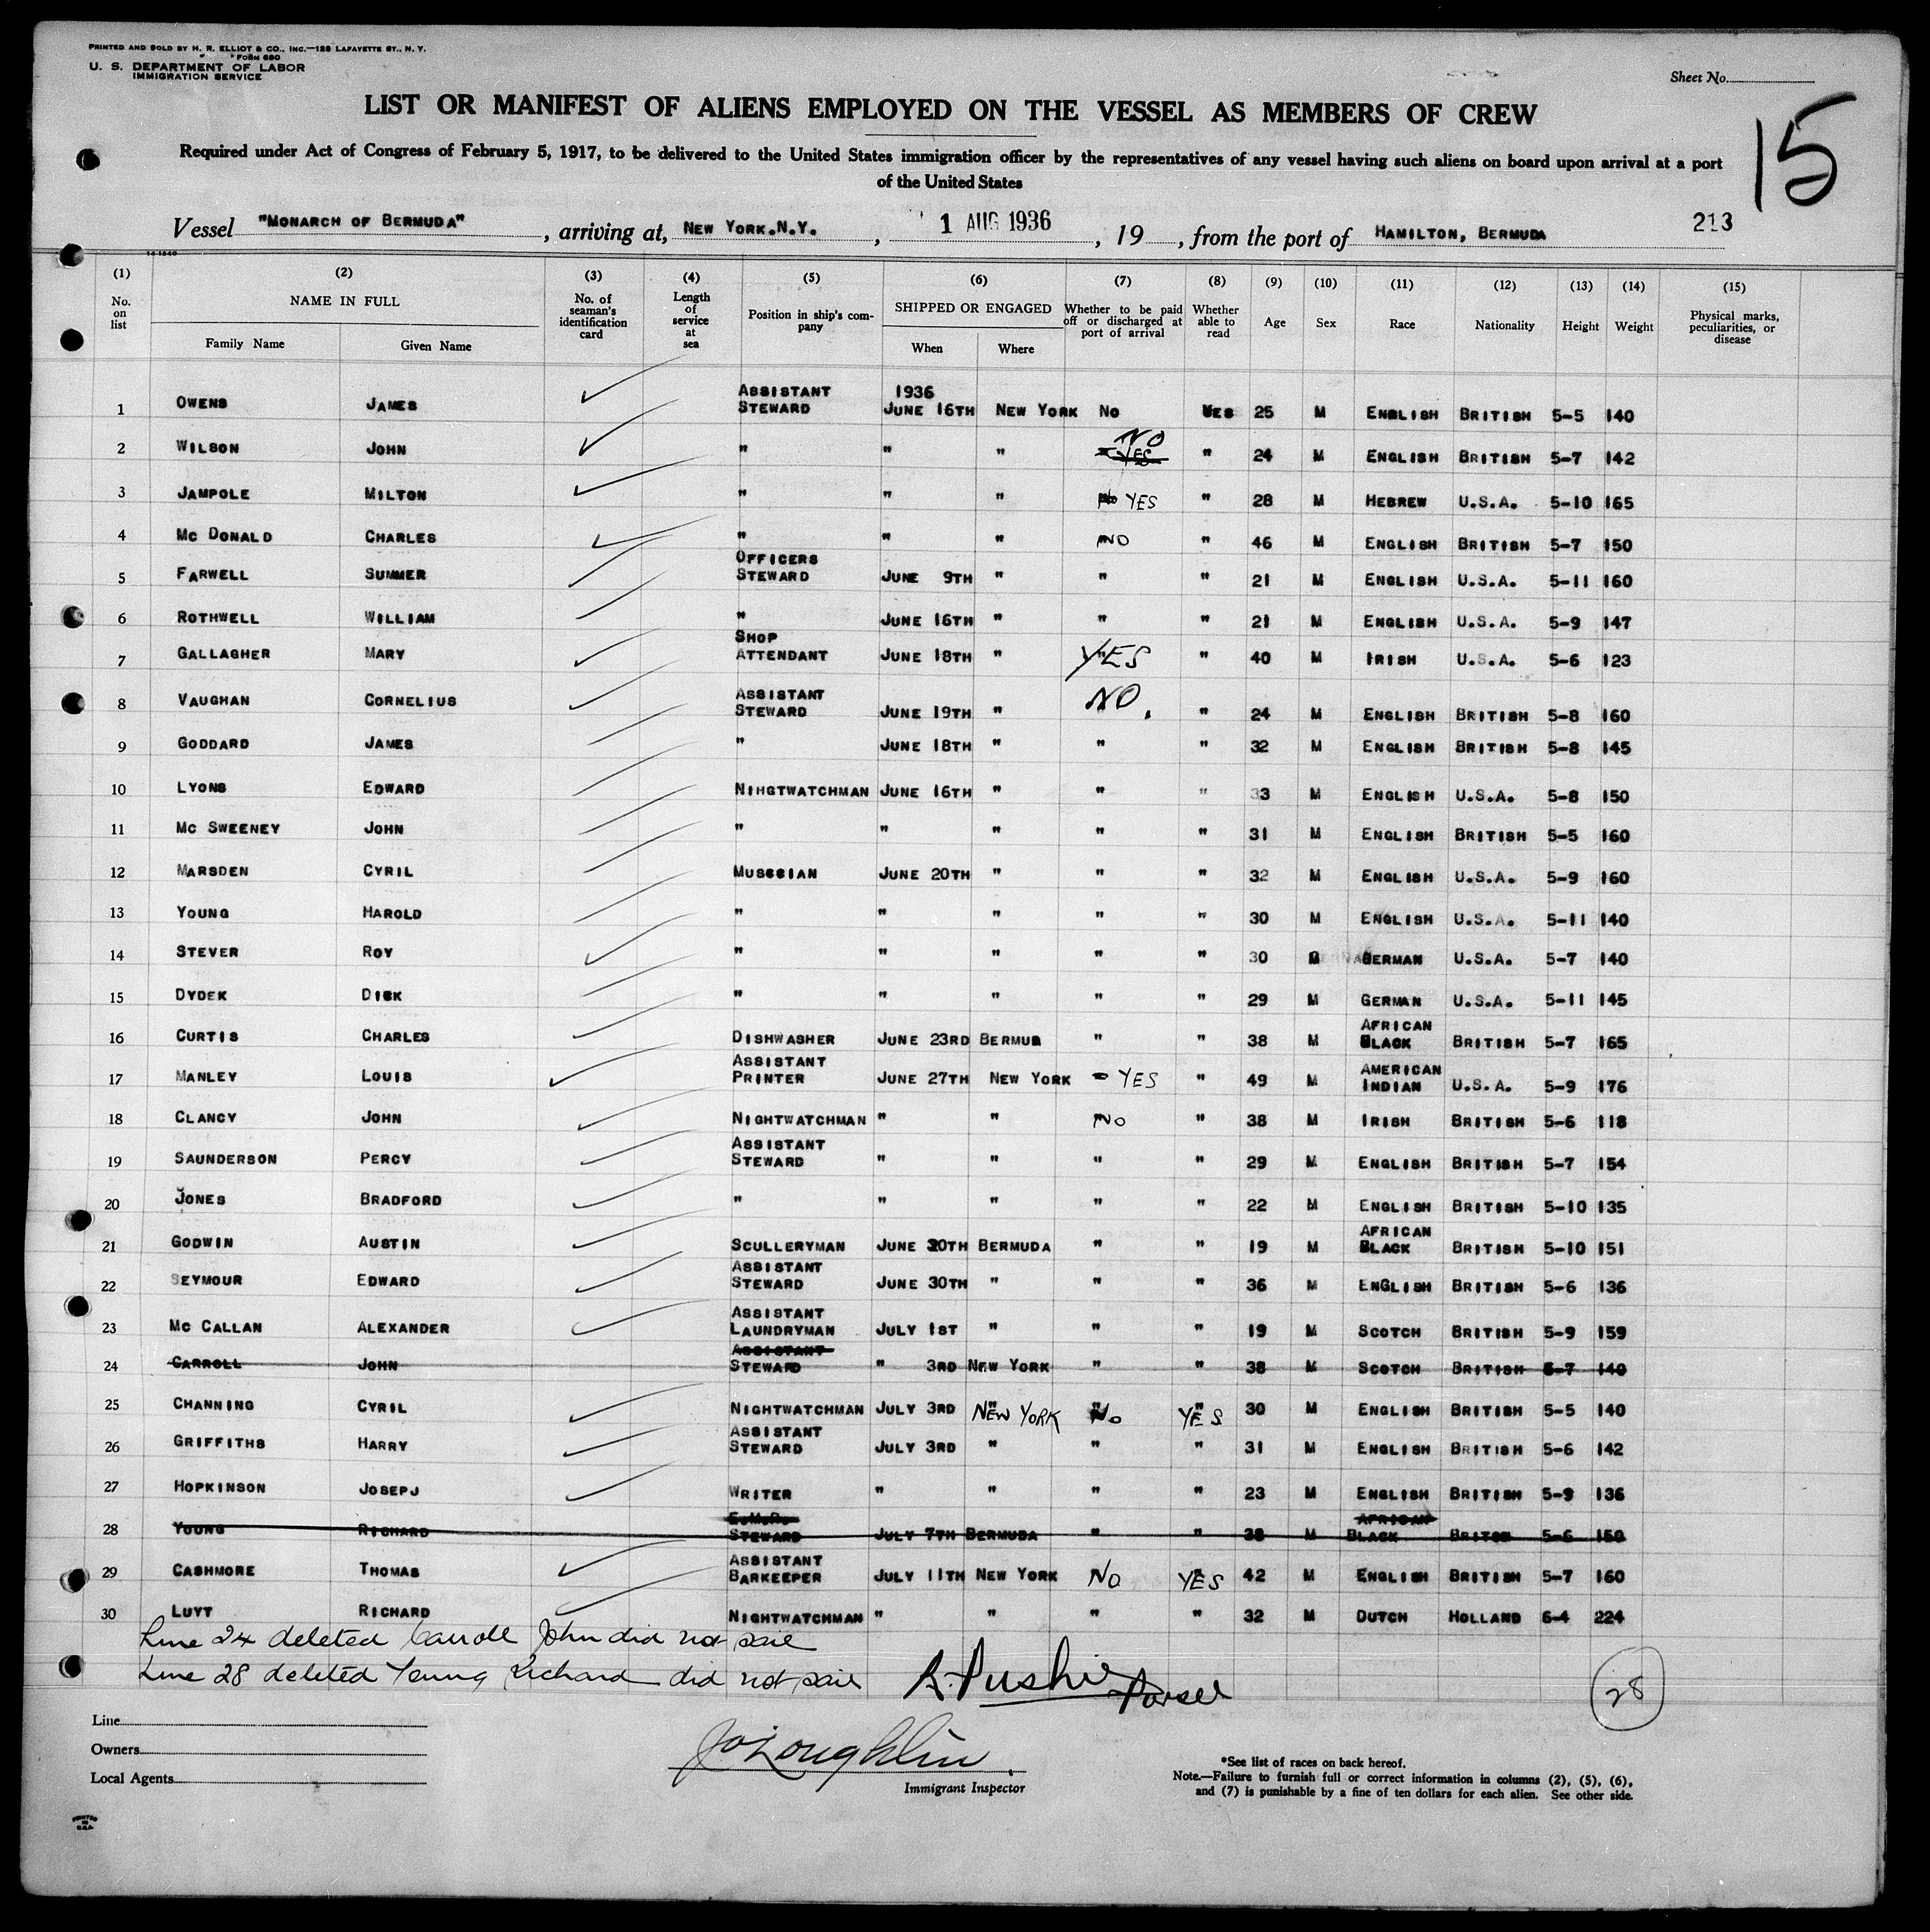 PRINTED AND SOLD BY H. R. ELLIOT & CO., INC.—128 LAFAYETTE ST., N. Y.
FORM 680
U. S. DEPARTMENT OF LABOR
IMMIGRATION SERVICE
Sheet No.
LIST OR MANIFEST OF ALIENS EMPLOYED ON THE VESSEL AS MEMBERS OF CREW
15
Required under Act of Congress of February 5, 1917, to be delivered to the United States immigration officer by the representatives of any vessel having such aliens on board upon arrival at a port
of the United States
213
Vessel "MONARCH OF BERMUDA", arriving at, NEW YORK.N.Y., 1 AUG 1936, 19 , from the port of HAMILTON, BERMUDA
14-1240
(1) (2) (3) (4) (5) (6) (7) (8) (9) (10) (11) (12) (13) (14) (15)
No. on list NAME IN FULL No. of seaman's identification card Length of service at sea Position in ship's company SHIPPED OR ENGAGED Whether to be paid off or discharged at port of arrival Whether able to read Age Sex Race Nationality Height Weight Physical marks, peculiarities, or disease
Family Name Given Name When Where
1 OWENS JAMES ASSISTANT STEWARD 1936 JUNE 16TH NEW YORK NO YES 25 M ENGLISH BRITISH 5-5 140
2 WILSON JOHN " " " NO YES " 24 M ENGLISH BRITISH 5-7 142
3 JAMPOLE MILTON " " " NO YES " 28 M HEBREW U.S.A. 5-10 165
4 MC DONALD CHARLES " " " NO " 46 M ENGLISH BRITISH 5-7 150
5 FARWELL SUMMER OFFICERS STEWARD JUNE 9TH " " " 21 M ENGLISH U.S.A. 5-11 160
6 ROTHWELL WILLIAM " JUNE 16TH " " " 21 M ENGLISH U.S.A. 5-9 147
7 GALLAGHER MARY SHOP ATTENDANT JUNE 18TH " YES " 40 M IRISH U.S.A. 5-6 123
8 VAUGHAN CORNELIUS ASSISTANT STEWARD JUNE 19TH " NO. " 24 M ENGLISH BRITISH 5-8 160
9 GODDARD JAMES " JUNE 18TH " " " 32 M ENGLISH BRITISH 5-8 145
10 LYONS EDWARD NIHGTWATCHMAN JUNE 16TH " " " 33 M ENGLISH U.S.A. 5-8 150
11 MC SWEENEY JOHN " " " " " 31 M ENGLISH BRITISH 5-5 160
12 MARSDEN CYRIL MUSCSIAN JUNE 20TH " " " 32 M ENGLISH U.S.A. 5-9 160
13 YOUNG HAROLD " " " " " 30 M ENGLISH U.S.A. 5-11 140
14 STEVER ROY " " " " " 30 M GERMAN U.S.A. 5-7 140
15 DYDEK DICK " " " " " 29 M GERMAN U.S.A. 5-11 145
16 CURTIS CHARLES DISHWASHER JUNE 23RD BERMUD " " 38 M AFRICAN BLACK BRITISH 5-7 165
17 MANLEY LOUIS ASSISTANT PRINTER JUNE 27TH NEW YORK YES " 49 M AMERICAN INDIAN U.S.A. 5-9 176
18 CLANCY JOHN NIGHTWATCHMAN " " NO " 38 M IRISH BRITISH 5-6 118
19 SAUNDERSON PERCY ASSISTANT STEWARD " " " " 29 M ENGLISH BRITISH 5-7 154
20 JONES BRADFORD " " " " " 22 M ENGLISH BRITISH 5-10 135
21 GODWIN AUSTIN SCULLERYMAN JUNE 30TH BERMUDA " " 19 M AFRICAN BLACK BRITISH 5-10 151
22 SEYMOUR EDWARD ASSISTANT STEWARD JUNE 30TH " " " 36 M ENGLISH BRITISH 5-6 136
23 MC CALLAN ALEXANDER ASSISTANT LAUNDRYMAN JULY 1ST " " " 19 M SCOTCH BRITISH 5-9 159
24 CARROLL JOHN ASSISTANT STEWARD " 3RD NEW YORK " " 38 M SCOTCH BRITISH 5-7 140
25 CHANNING CYRIL NIGHTWATCHMAN JULY 3RD NEW YORK NO YES 30 M ENGLISH BRITISH 5-5 140
26 GRIFFITHS HARRY ASSISTANT STEWARD JULY 3RD " " " 31 M ENGLISH BRITISH 5-6 142
27 HOPKINSON JOSEPJ WRITER " " " " 23 M ENGLISH BRITISH 5-9 136
28 YOUNG RICHARD STEWARD JULY 7TH BERMUDA " " 38 M AFRICAN BLACK BRITSH 5-6 150
29 CASHMORE THOMAS ASSISTANT BARKEEPER JULY 11TH NEW YORK NO YES 42 M ENGLISH BRITISH 5-7 160
30 LUYT RICHARD NIGHTWATCHMAN " " " " 32 M DUTCH HOLLAND 6-4 224
Line 24 deleted Carroll John did not sail
Line 28 deleted Young Richard did not sail
Purser
28
Line
Owners
Local Agents
JO'Loughlin
Immigrant Inspector
*See list of races on back hereof.
Note.—Failure to furnish full or correct information in columns (2), (5), (6),
and (7) is punishable by a fine of ten dollars for each alien. See other side.
PRINTED IN U.S.A.